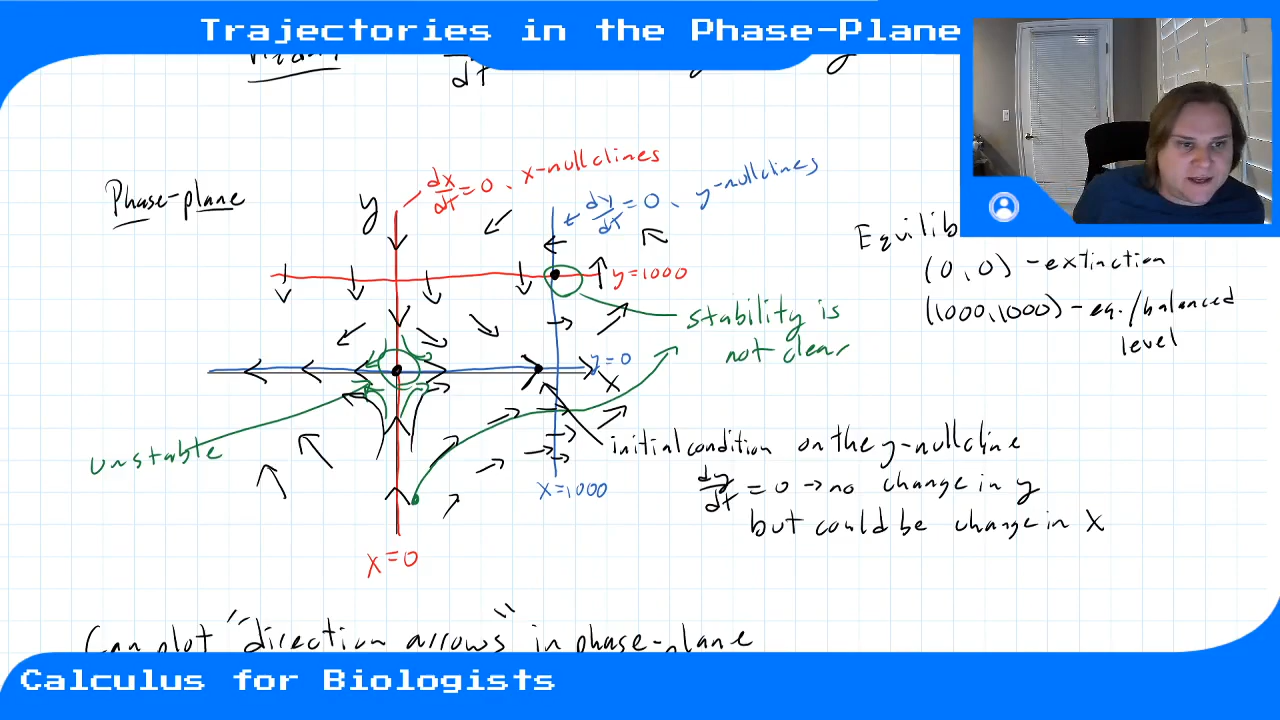 Trajectories in the Phase-Plane
dt
y
Phase-plane
y
dx/dt = 0, x-nullclines
dy/dt = 0, y-nullclines
Equilib
(0,0) - extinction
(1000,1000) - eq./balanced
level
y=1000
stability is
not clear
y=0
x
unstable
initial condition on the y-nullcline
dy/dt = 0 → no change in y
but could be change in x
x=1000
x=0
Can plot "direction arrows" in phase-plane
Calculus for Biologists